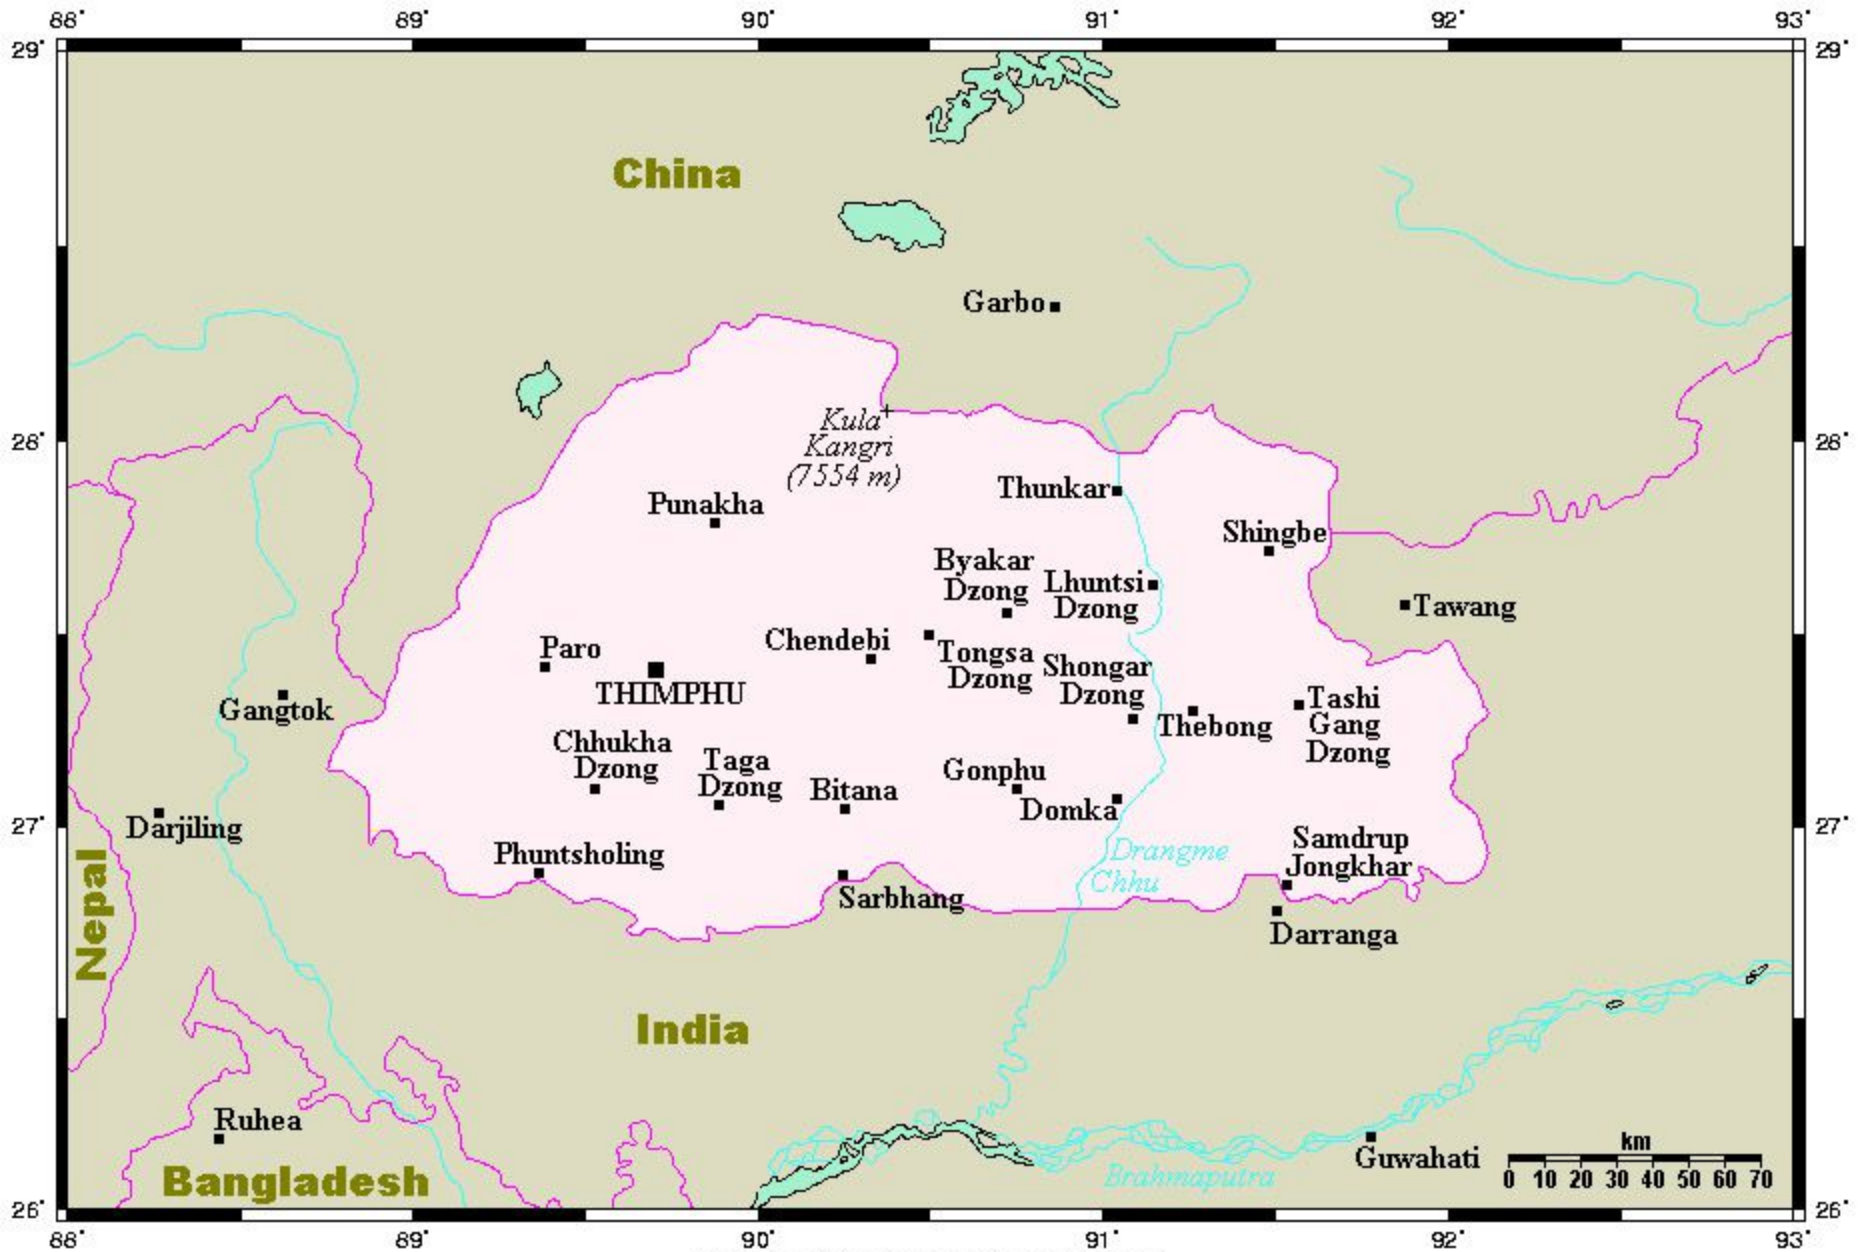 88°
89°
90°
91°
92°
93°
29°
29°
China
Garbo
Kula
Kangri
(7554 m)
28°
28°
Thunkar
Punakha
Shingbe
Byakar
Dzong
Lhuntsi
Dzong
Tawang
Chendebi
Paro
Tongsa
Dzong
Shongar
Dzong
THIMPHU
Gangtok
Thebong
Tashi
Gang
Dzong
Chhukha
Dzong
Taga
Dzong
Bitana
Gonphu
Domka
Darjiling
27°
27°
Phuntsholing
Drangme
Chhu
Samdrup
Jongkhar
Sarbhang
Darranga
Nepal
India
Ruhea
Bangladesh
Guwahati
Brahmaputra
km
0 10 20 30 40 50 60 70
26°
26°
88°
89°
90°
91°
92°
93°